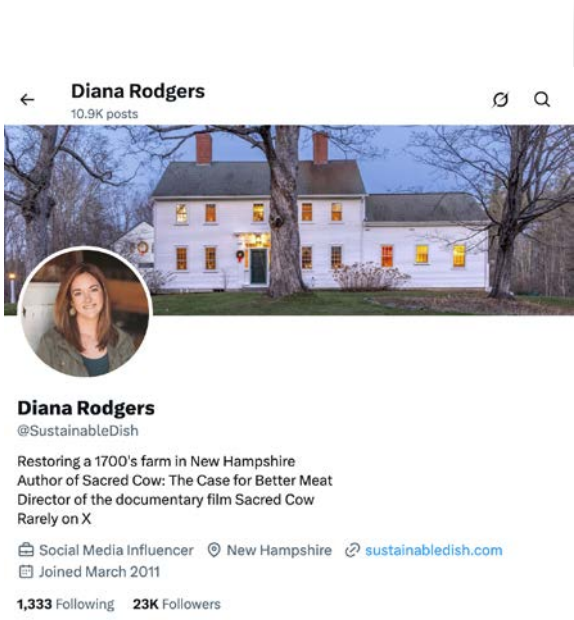 Diana Rodgers
10.9K posts
Diana Rodgers
@SustainableDish
Restoring a 1700's farm in New Hampshire
Author of Sacred Cow: The Case for Better Meat
Director of the documentary film Sacred Cow
Rarely on X
Social Media Influencer New Hampshire sustainabledish.com
Joined March 2011
1,333 Following 23K Followers